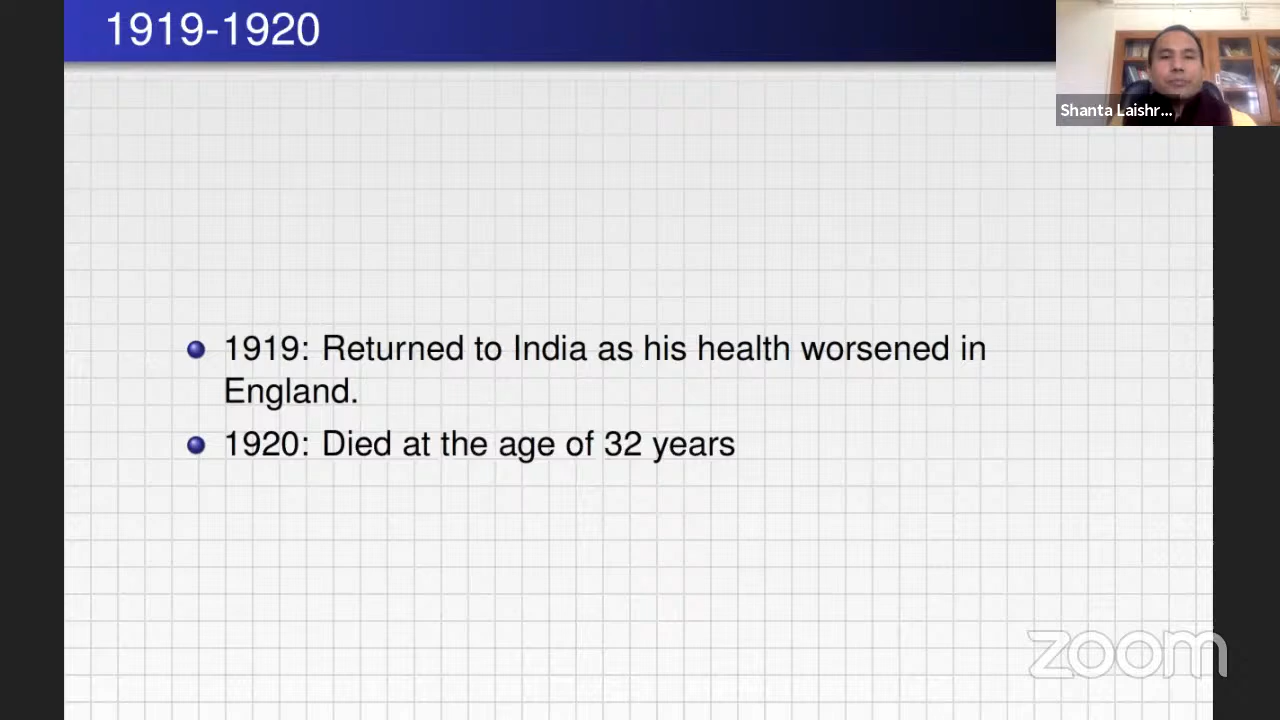 1919-1920
Shanta Laishr...
1919: Returned to India as his health worsened in
England.
1920: Died at the age of 32 years
zoom